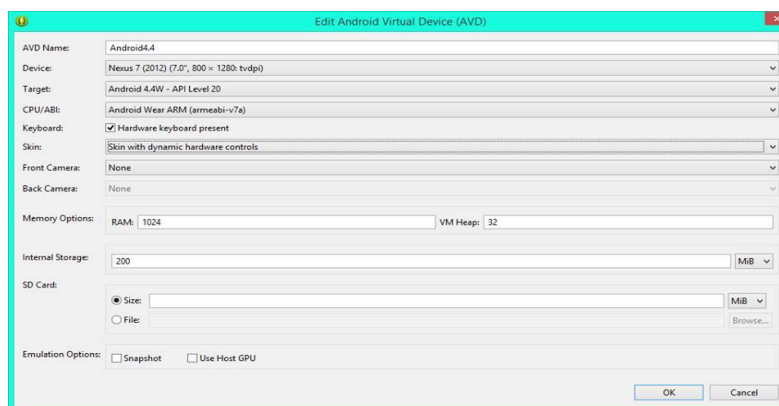 Edit Android Virtual Device (AVD)
AVD Name: Android4.4
Device: Nexus 7 (2012) (7.0", 800 × 1280: tvdpi)
Target: Android 4.4W - API Level 20
CPU/ABI: Android Wear ARM (armeabi-v7a)
Keyboard: Hardware keyboard present
Skin: Skin with dynamic hardware controls
Front Camera: None
Back Camera: None
Memory Options: RAM: 1024 VM Heap: 32
Internal Storage: 200 MiB
SD Card:
Size: MiB
File: Browse...
Emulation Options: Snapshot Use Host GPU
OK Cancel